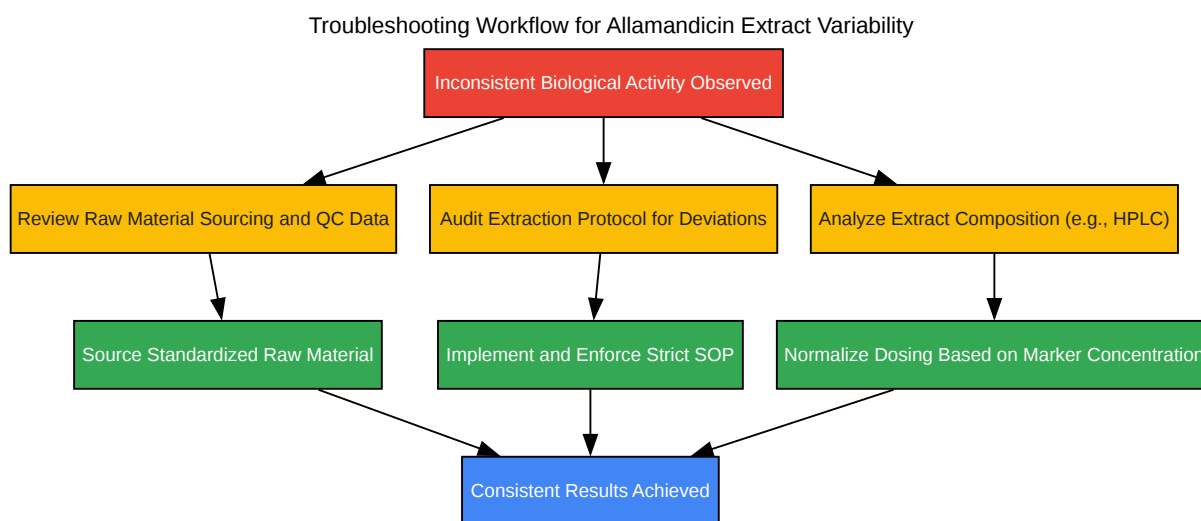 Troubleshooting Workflow for Allamandicin Extract Variability
Inconsistent Biological Activity Observed
Review Raw Material Sourcing and QC Data
Audit Extraction Protocol for Deviations
Analyze Extract Composition (e.g., HPLC)
Source Standardized Raw Material
Implement and Enforce Strict SOP
Normalize Dosing Based on Marker Concentration
Consistent Results Achieved